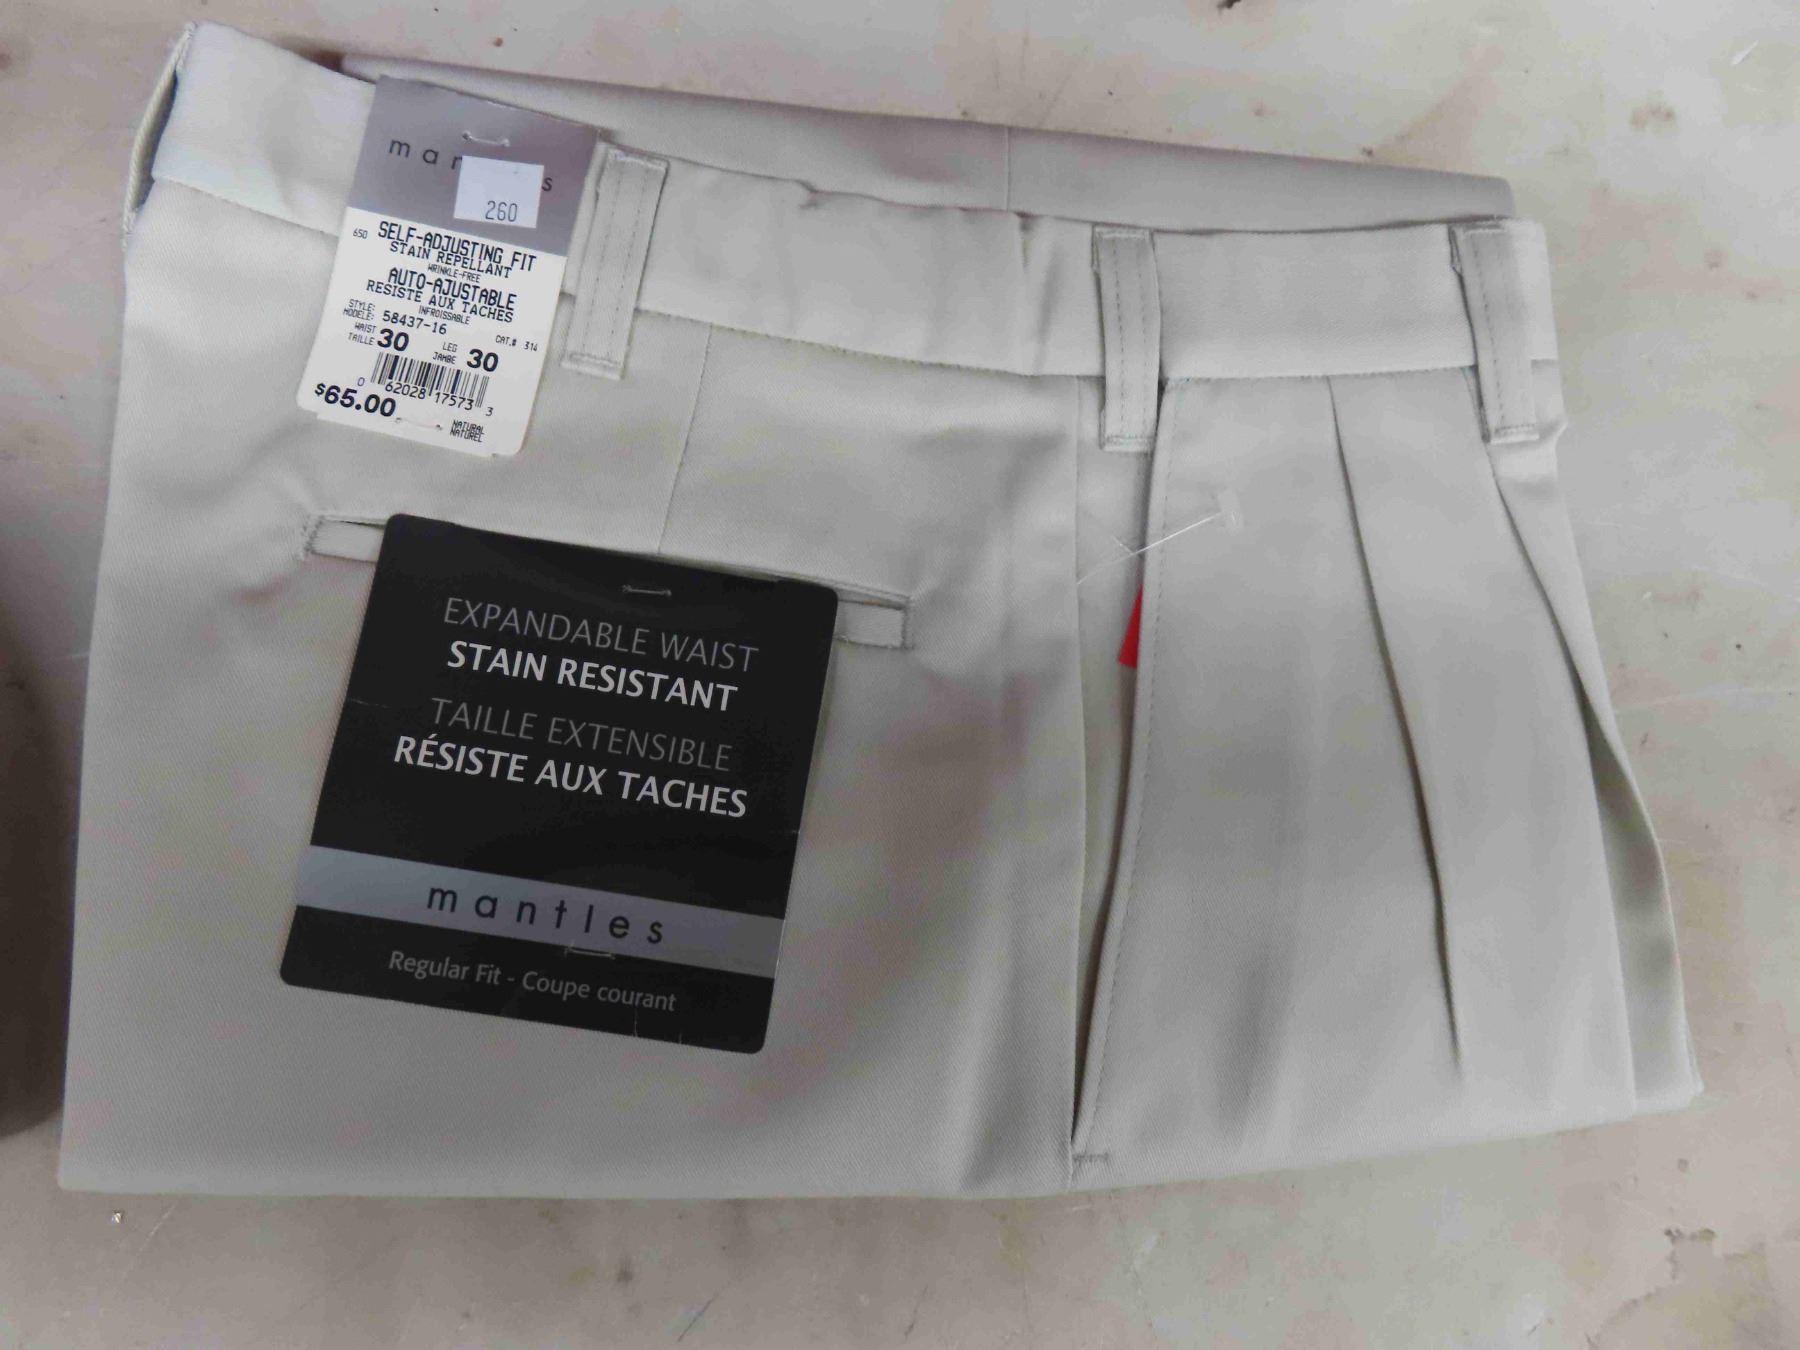 260
650 SELF-ADJUSTING FIT
STAIN REPELLANT
WRINKLE-FREE
AUTO-AJUSTABLE
RESISTE AUX TACHES
INFROISSABLE
STYLE:
MODELE: 58437-16
CAT.# 314
WAIST
TAILLE 30
LEG
JAMBE 30
0 62028 17573 3
$65.00
NATURAL
NATUREL
EXPANDABLE WAIST
STAIN RESISTANT
TAILLE EXTENSIBLE
RÉSISTE AUX TACHES
mantles
Regular Fit - Coupe courant